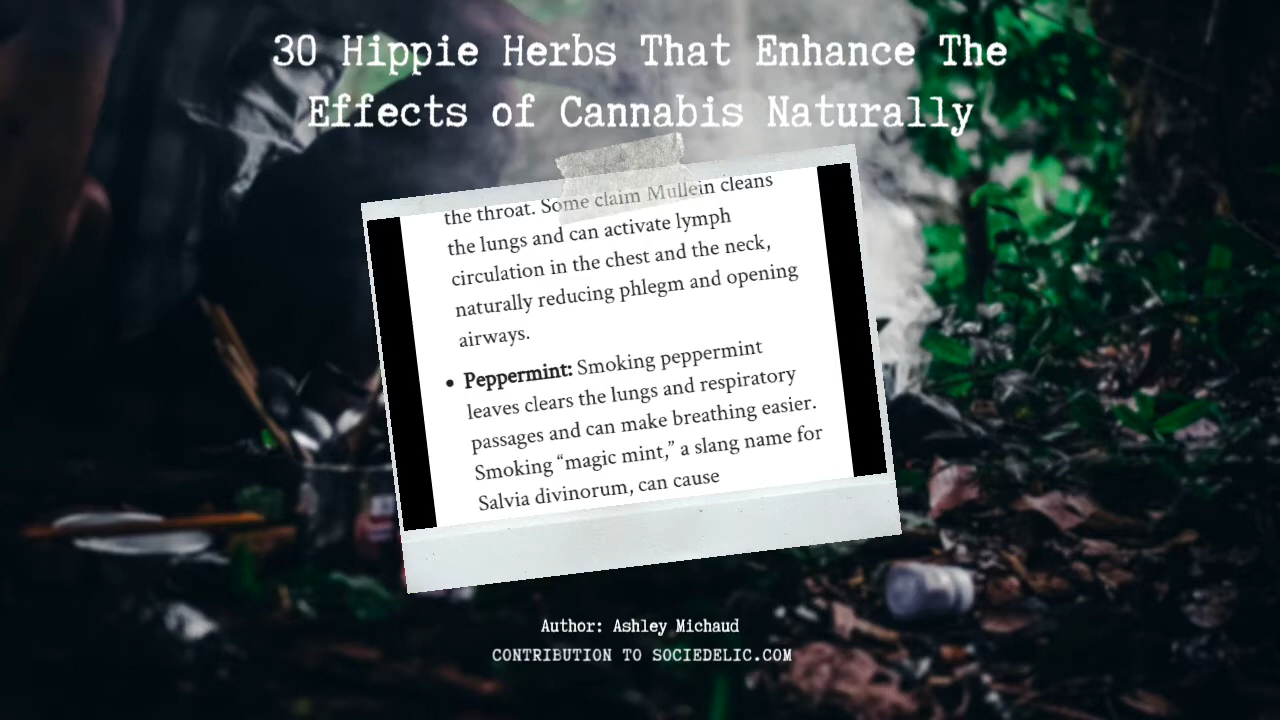 30 Hippie Herbs That Enhance The
Effects of Cannabis Naturally
the throat. Some claim Mullein cleans
the lungs and can activate lymph
circulation in the chest and the neck,
naturally reducing phlegm and opening
airways.
• Peppermint: Smoking peppermint
leaves clears the lungs and respiratory
passages and can make breathing easier.
Smoking “magic mint,” a slang name for
Salvia divinorum, can cause
Author: Ashley Michaud
CONTRIBUTION TO SOCIEDELIC.COM